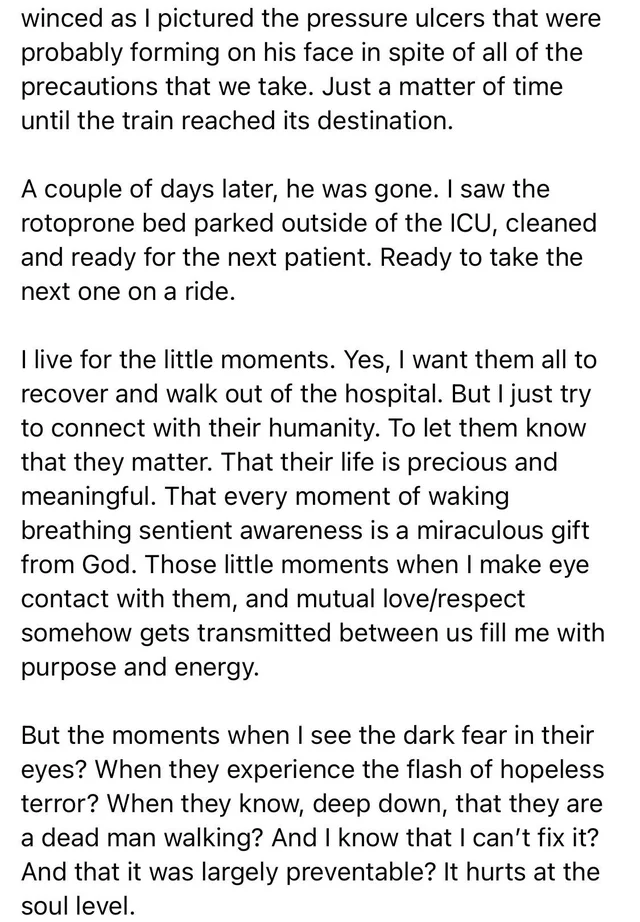 winced as I pictured the pressure ulcers that were
probably forming on his face in spite of all of the
precautions that we take. Just a matter of time
until the train reached its destination.
A couple of days later, he was gone. I saw the
rotoprone bed parked outside of the ICU, cleaned
and ready for the next patient. Ready to take the
next one on a ride.
I live for the little moments. Yes, I want them all to
recover and walk out of the hospital. But I just try
to connect with their humanity. To let them know
that they matter. That their life is precious and
meaningful. That every moment of waking
breathing sentient awareness is a miraculous gift
from God. Those little moments when I make eye
contact with them, and mutual love/respect
somehow gets transmitted between us fill me with
purpose and energy.
But the moments when I see the dark fear in their
eyes? When they experience the flash of hopeless
terror? When they know, deep down, that they are
a dead man walking? And I know that I can’t fix it?
And that it was largely preventable? It hurts at the
soul level.